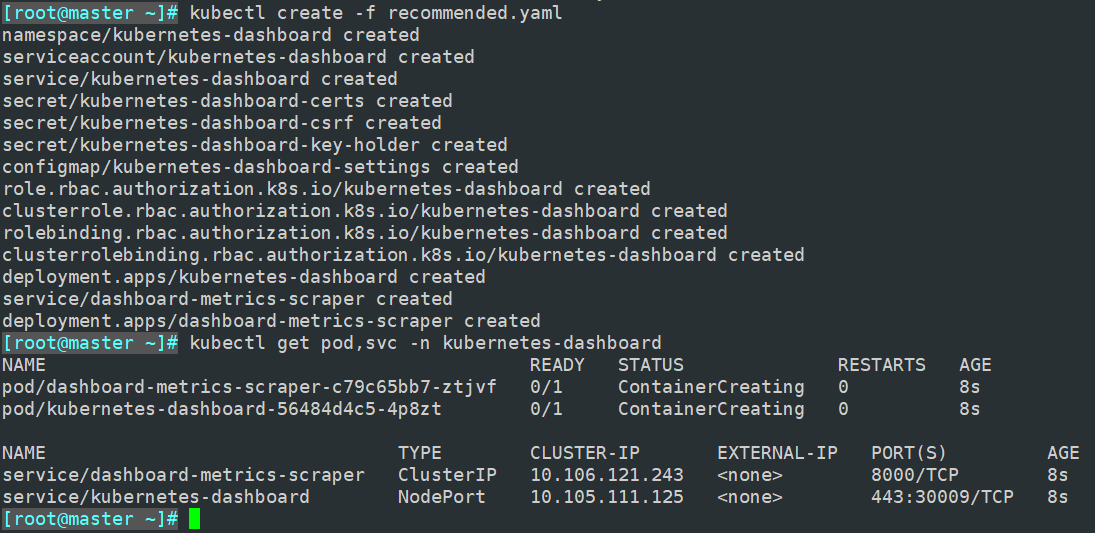 [root@master ~]# kubectl create -f recommended.yaml
namespace/kubernetes-dashboard created
serviceaccount/kubernetes-dashboard created
service/kubernetes-dashboard created
secret/kubernetes-dashboard-certs created
secret/kubernetes-dashboard-csrf created
secret/kubernetes-dashboard-key-holder created
configmap/kubernetes-dashboard-settings created
role.rbac.authorization.k8s.io/kubernetes-dashboard created
clusterrole.rbac.authorization.k8s.io/kubernetes-dashboard created
rolebinding.rbac.authorization.k8s.io/kubernetes-dashboard created
clusterrolebinding.rbac.authorization.k8s.io/kubernetes-dashboard created
deployment.apps/kubernetes-dashboard created
service/dashboard-metrics-scraper created
deployment.apps/dashboard-metrics-scraper created
[root@master ~]# kubectl get pod,svc -n kubernetes-dashboard
NAME                                            READY   STATUS              RESTARTS   AGE
pod/dashboard-metrics-scraper-c79c65bb7-ztjvf   0/1     ContainerCreating   0          8s
pod/kubernetes-dashboard-56484d4c5-4p8zt        0/1     ContainerCreating   0          8s

NAME                                TYPE        CLUSTER-IP       EXTERNAL-IP   PORT(S)         AGE
service/dashboard-metrics-scraper   ClusterIP   10.106.121.243   <none>        8000/TCP        8s
service/kubernetes-dashboard        NodePort    10.105.111.125   <none>        443:30009/TCP   8s
[root@master ~]#